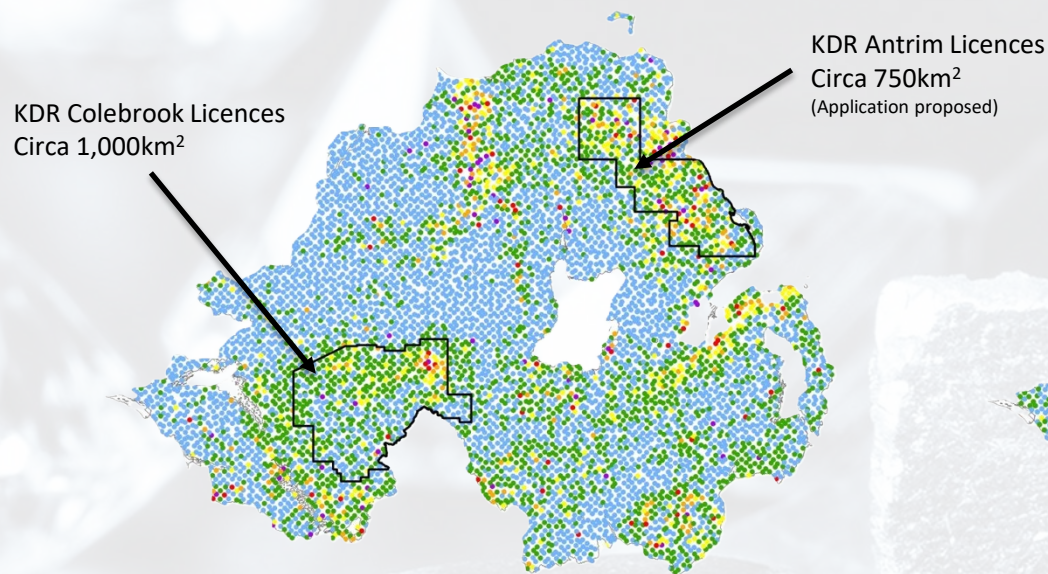 KDR Antrim Licences
Circa 750km²
(Application proposed)
KDR Colebrook Licences
Circa 1,000km²